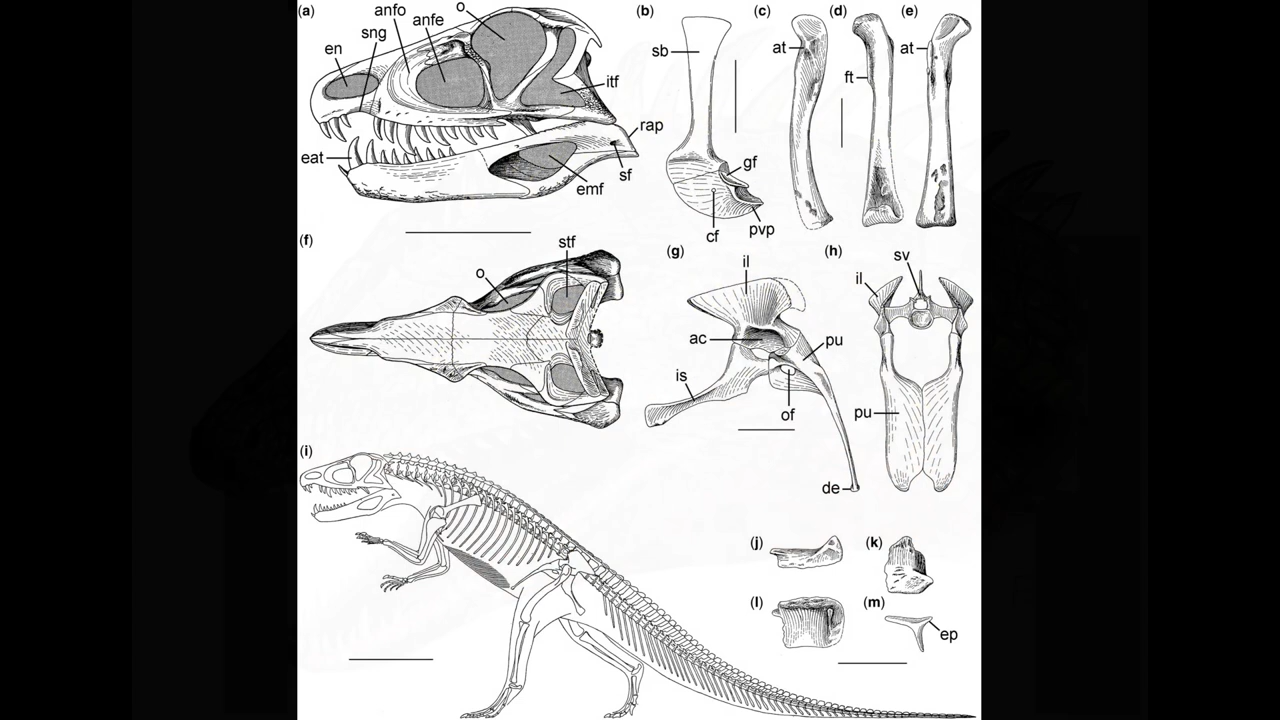 (a)
o
anfo
anfe
sng
en
itf
rap
eat
sf
emf
(b)
sb
gf
cf
pvp
(c)
at
(d)
ft
(e)
at
(f)
stf
o
(g)
il
ac
pu
is
of
de
(h)
sv
il
pu
(i)
(j)
(k)
(l)
(m)
ep